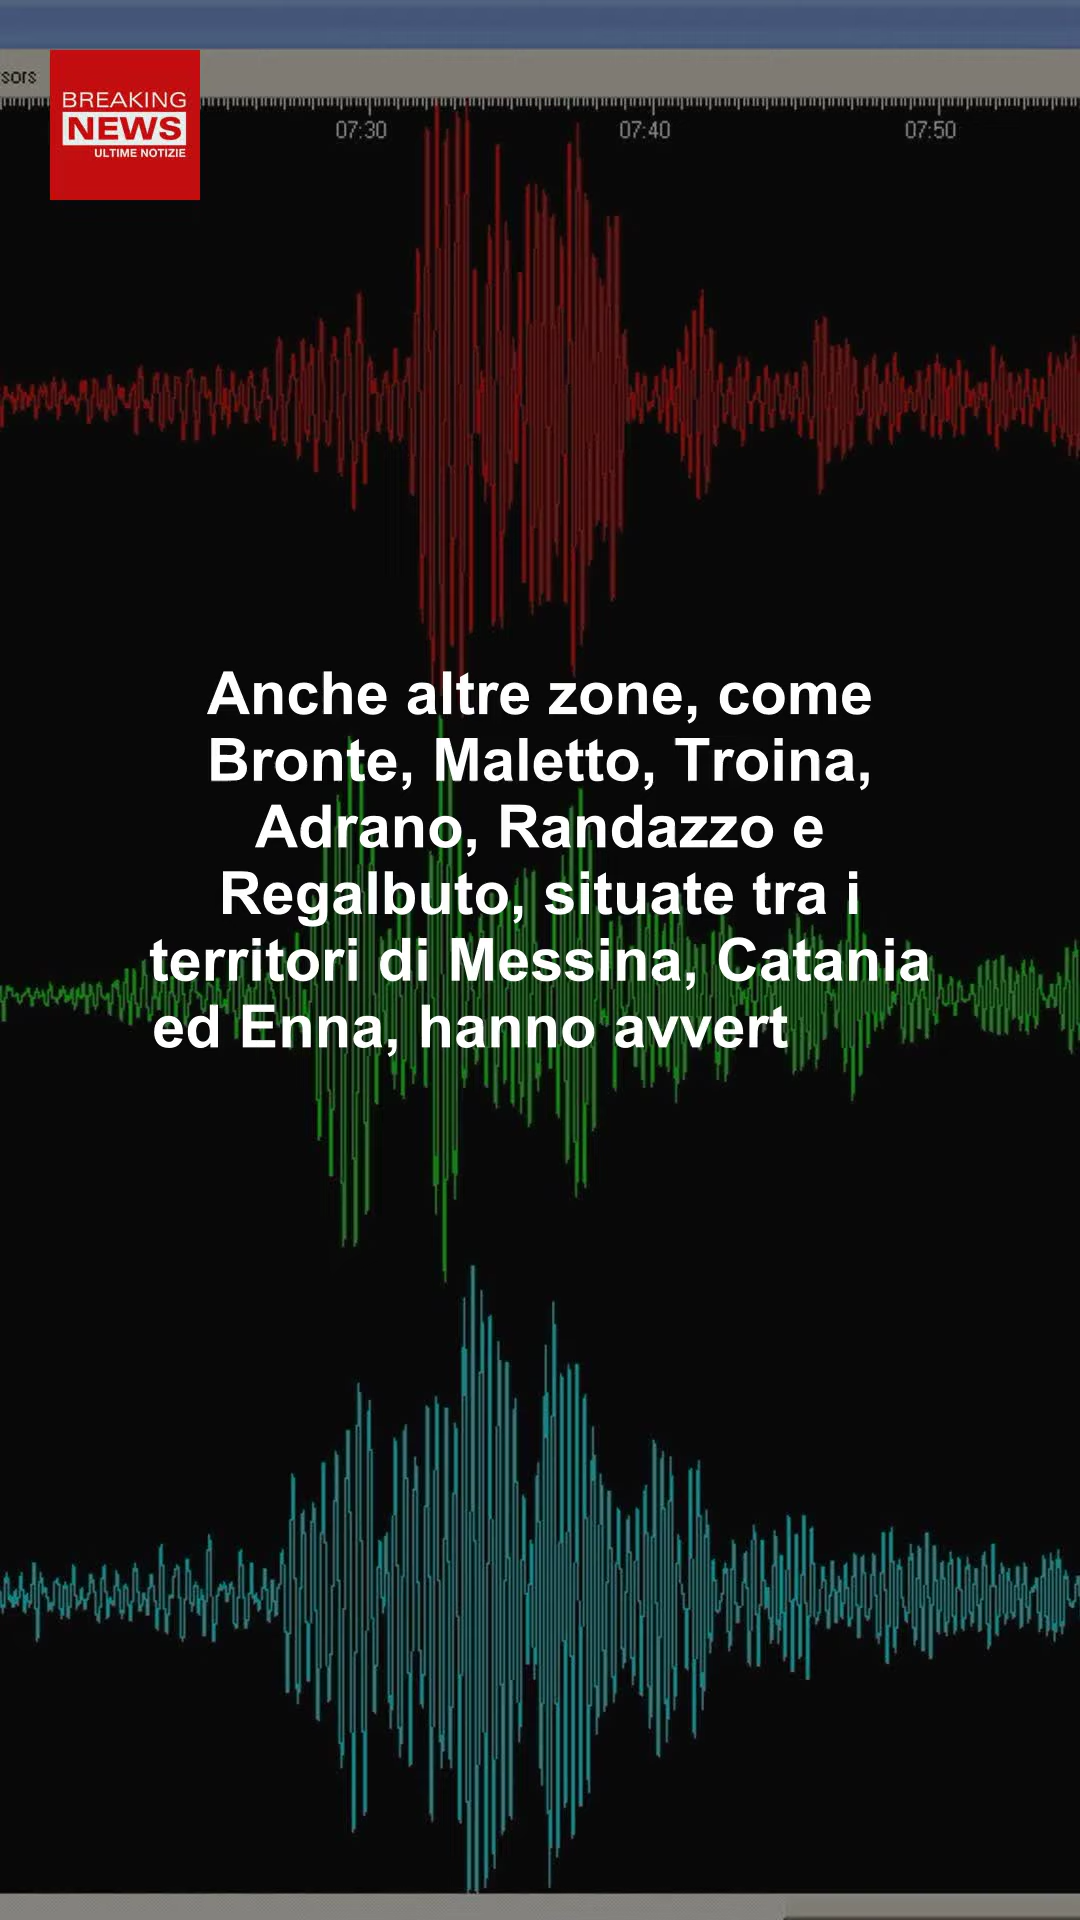 sors
BREAKING
NEWS
ULTIME NOTIZIE
07:30 07:40 07:50
Anche altre zone, come
Bronte, Maletto, Troina,
Adrano, Randazzo e
Regalbuto, situate tra i
territori di Messina, Catania
ed Enna, hanno avvert